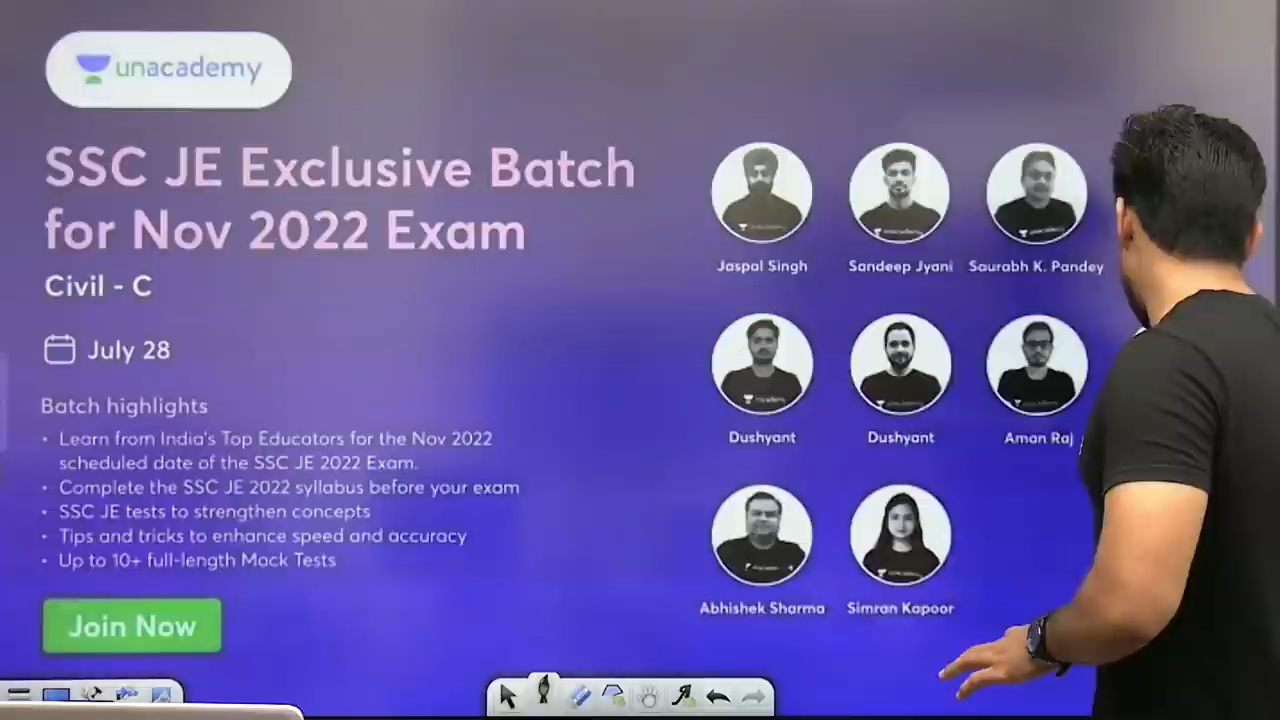 unacademy
SSC JE Exclusive Batch
for Nov 2022 Exam
Civil - C
July 28
Batch highlights
• Learn from India's Top Educators for the Nov 2022
scheduled date of the SSC JE 2022 Exam.
• Complete the SSC JE 2022 syllabus before your exam
• SSC JE tests to strengthen concepts
• Tips and tricks to enhance speed and accuracy
• Up to 10+ full-length Mock Tests
Join Now
Jaspal Singh
Sandeep Jyani
Saurabh K. Pandey
Dushyant
Dushyant
Aman Raj
Abhishek Sharma
Simran Kapoor